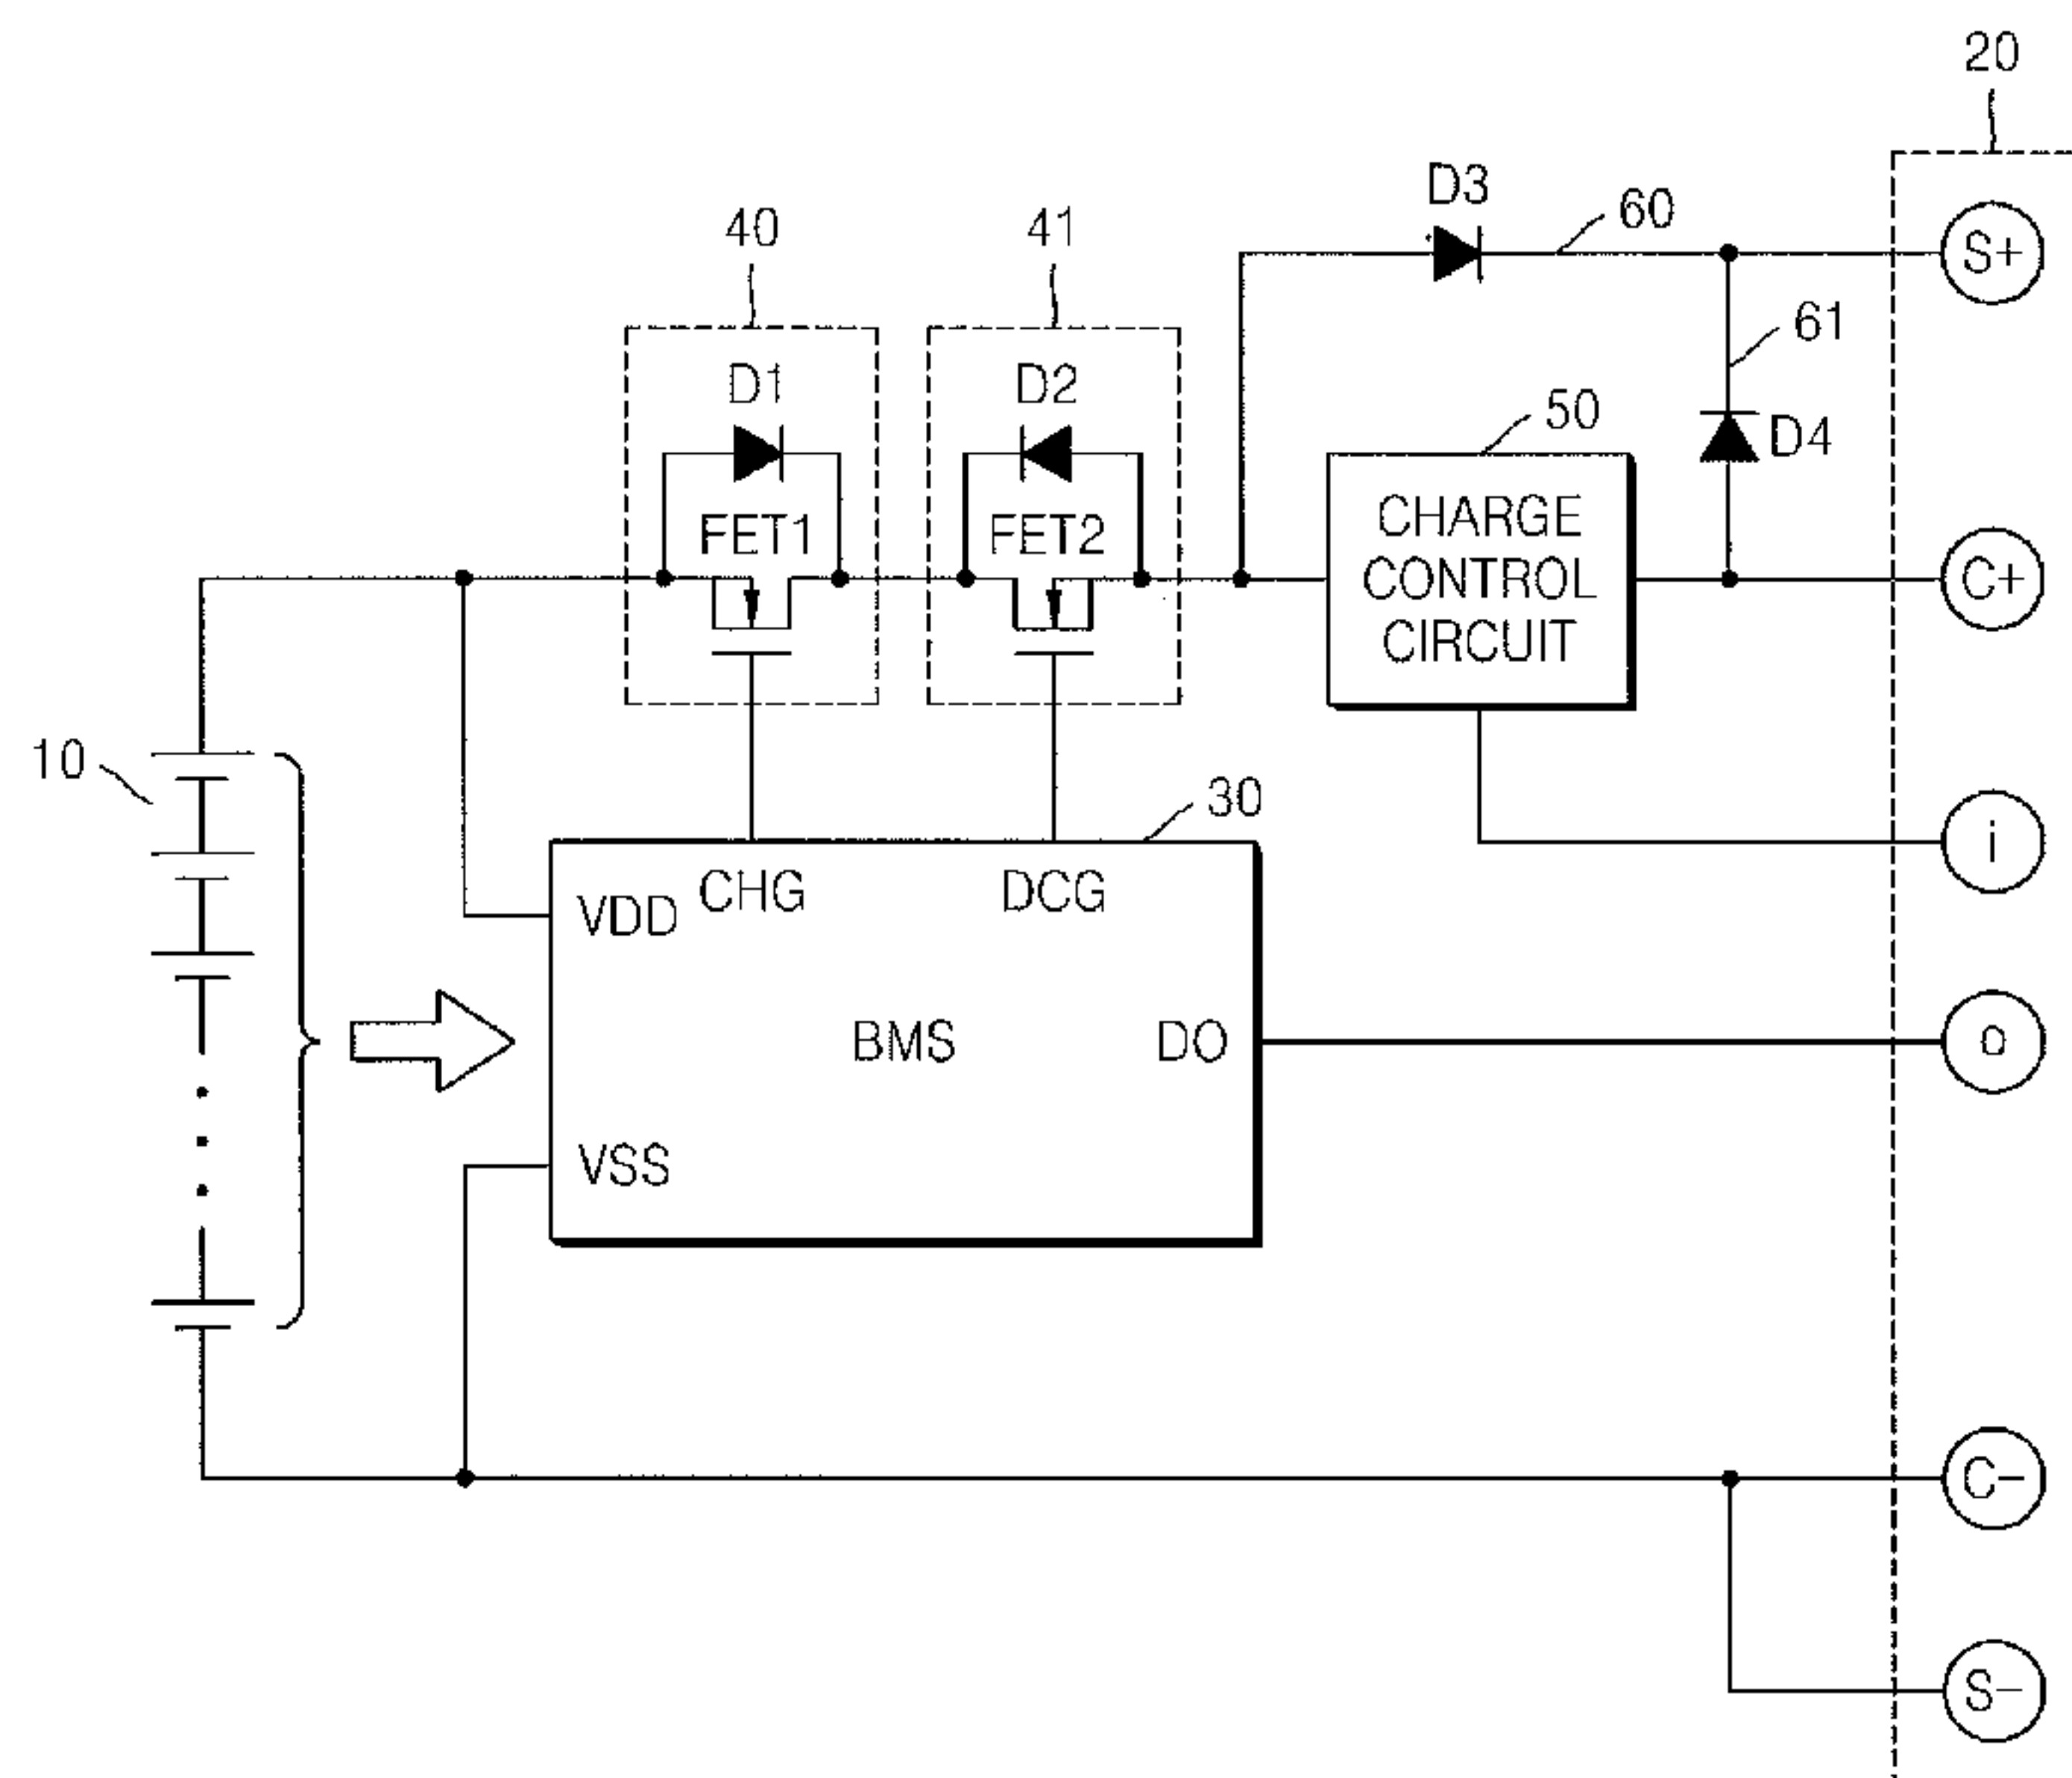 20
D3
60
S+
40
41
61
D1
D2
50
D4
FET1
FET2
CHARGE
CONTROL
CIRCUIT
C+
10
30
i
VDD
CHG
DCG
BMS
DO
o
VSS
C−
S−